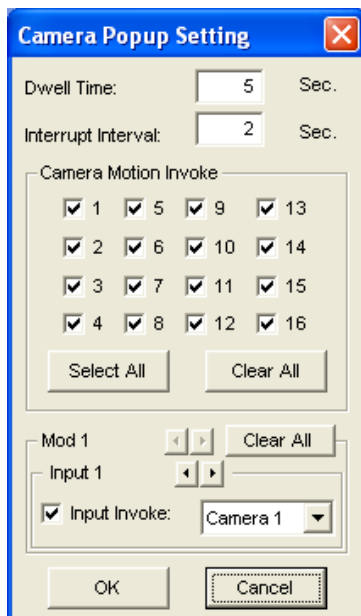 Camera Popup Setting
Dwell Time: 5 Sec.
Interrupt Interval: 2 Sec.
Camera Motion Invoke
1 5 9 13
2 6 10 14
3 7 11 15
4 8 12 16
Select All Clear All
Mod 1 Clear All
Input 1
Input Invoke: Camera 1
OK Cancel